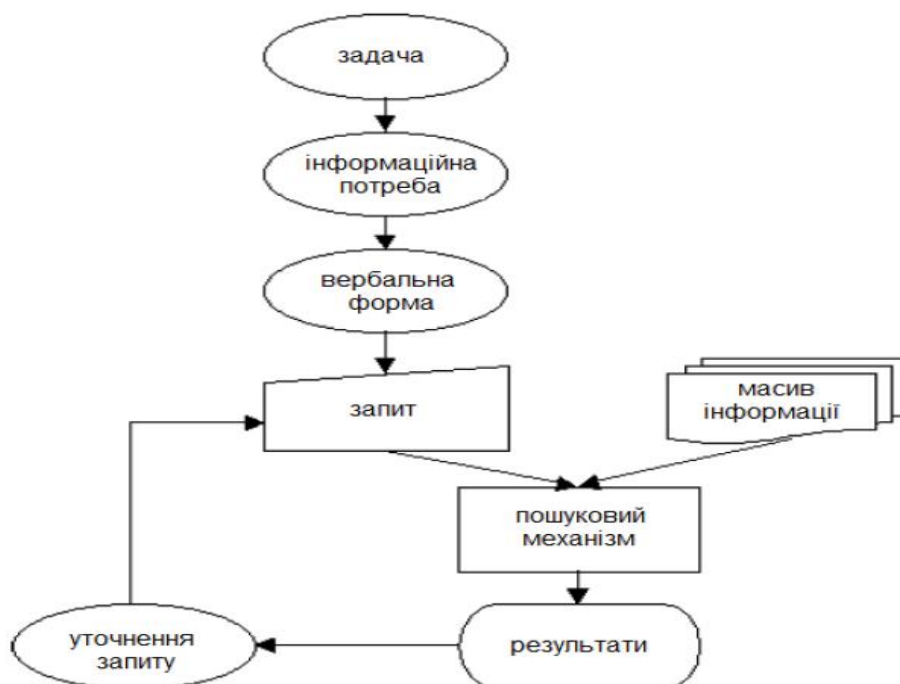 задача
інформаційна
потреба
вербальна
форма
запит
масив
інформації
пошуковий
механізм
уточнення
запиту
результати